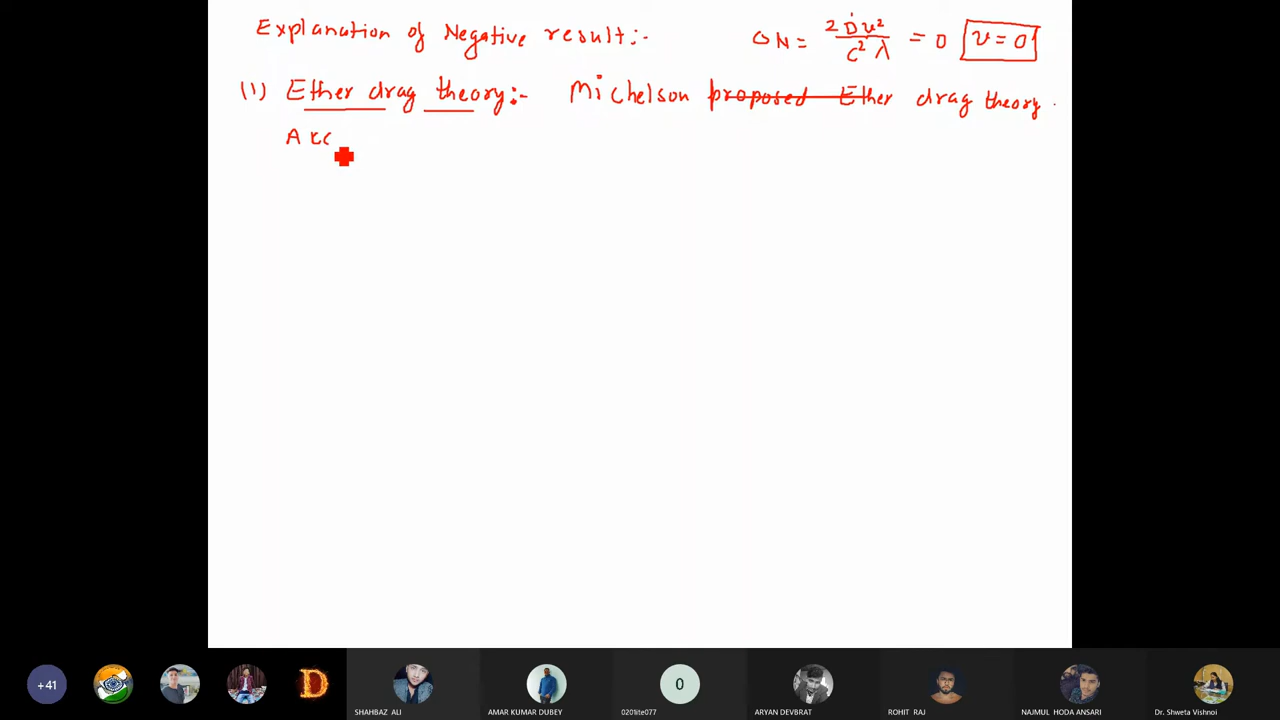 Explanation of Negative result:- ΔN = 2Dv²/c²λ = 0 v = 0
(1) Ether drag theory:- Michelson proposed Ether drag theory.
Acc
+41
D
0
SHAHBAZ ALI AMAR KUMAR DUBEY 0201ite077 ARYAN DEVBRAT ROHIT RAJ NAJMUL HODA ANSARI Dr. Shweta Vishnoi